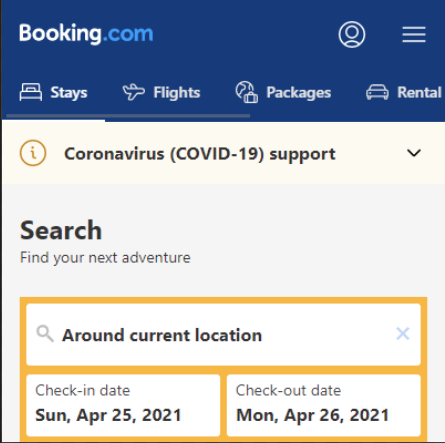 Booking.com
Stays Flights Packages Rental
Coronavirus (COVID-19) support
Search
Find your next adventure
Around current location
Check-in date Check-out date
Sun, Apr 25, 2021 Mon, Apr 26, 2021